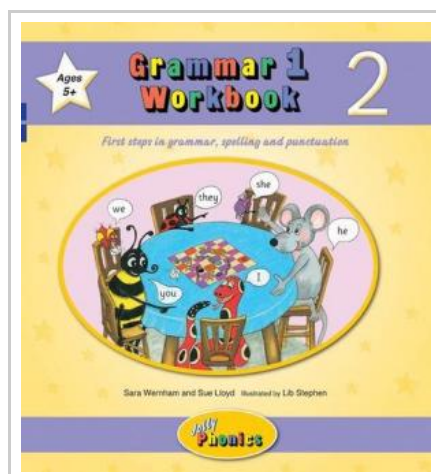 Ages
5+
Grammar 1
Workbook
2
First steps in grammar, spelling and punctuation
she
they
we
he
I
you
Sara Wernham and Sue Lloyd Illustrated by Lib Stephen
Jolly
Phonics